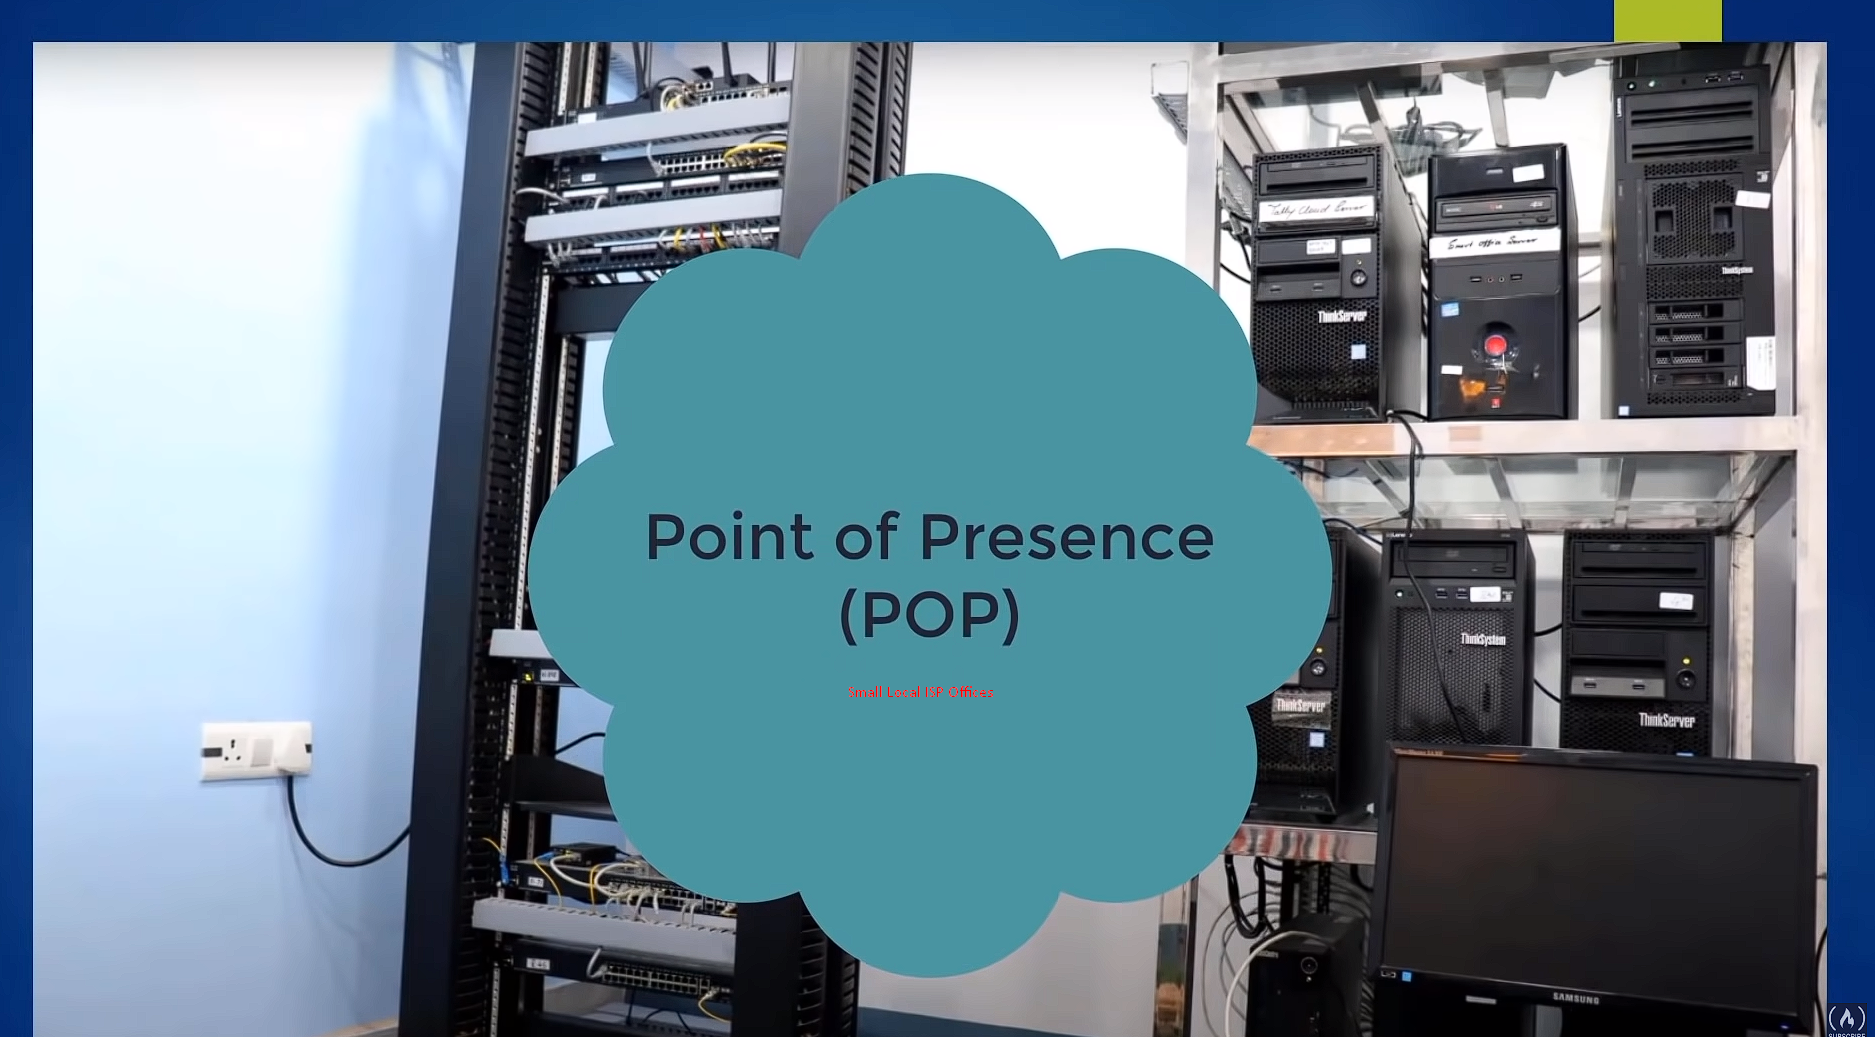 Point of Presence
(POP)
Small Local ISP Offices
Tally Cloud Server
Smart office Server
ThinkServer
ThinkSystem
ThinkSystem
ThinkServer
ThinkServer
SAMSUNG
SUBSCRIBE